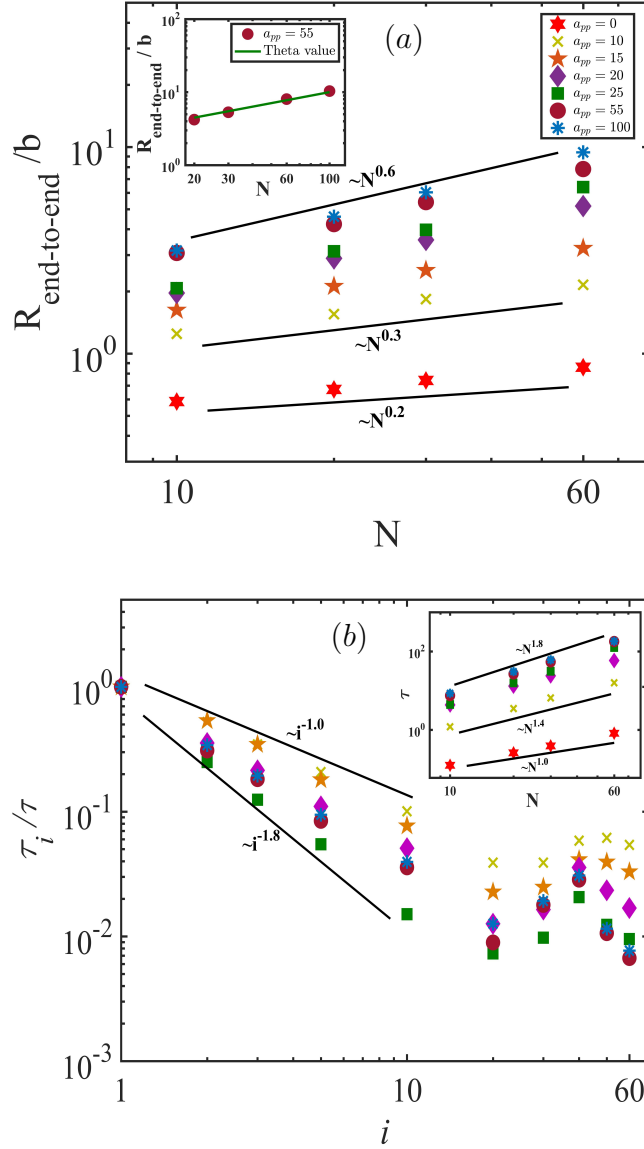 (a)
R_end-to-end /b
10^1
10^0
10
60
N
~N^0.6
~N^0.3
~N^0.2
a_pp = 0
a_pp = 10
a_pp = 15
a_pp = 20
a_pp = 25
a_pp = 55
a_pp = 100
R_end-to-end / b
10^2
10^1
10^0
20
30
60
100
N
a_pp = 55
Theta value
(b)
τ_i/τ
10^0
10^-1
10^-2
10^-3
1
10
60
i
~i^-1.0
~i^-1.8
τ
10^2
10^0
10
60
N
~N^1.8
~N^1.4
~N^1.0